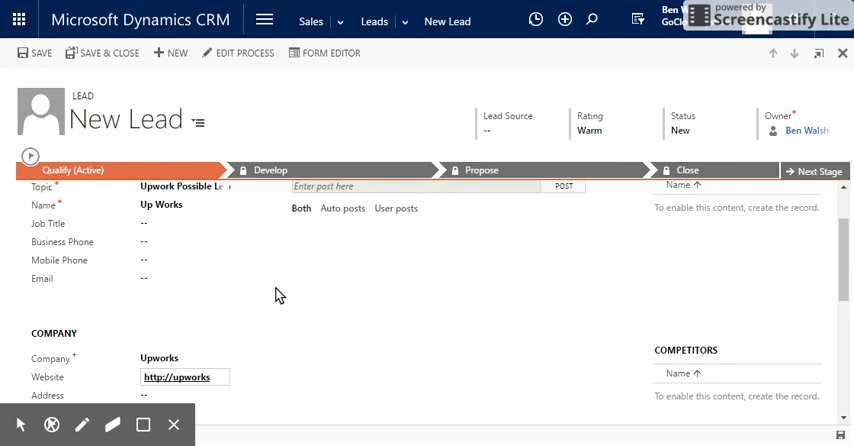 Microsoft Dynamics CRM Sales Leads New Lead
Ben W
GoClo
powered by
Screencastify Lite
SAVE SAVE & CLOSE NEW EDIT PROCESS FORM EDITOR
LEAD
New Lead
Lead Source
--
Rating
Warm
Status
New
Owner*
Ben Walsh
Qualify (Active) Develop Propose Close Next Stage
Topic * Upwork Possible Le
Name * Up Works
Job Title --
Business Phone --
Mobile Phone --
Email --
Enter post here POST
Both Auto posts User posts
Name ↑
To enable this content, create the record.
COMPANY
Company + Upworks
Website http://upworks
Address --
COMPETITORS
Name ↑
To enable this content, create the record.